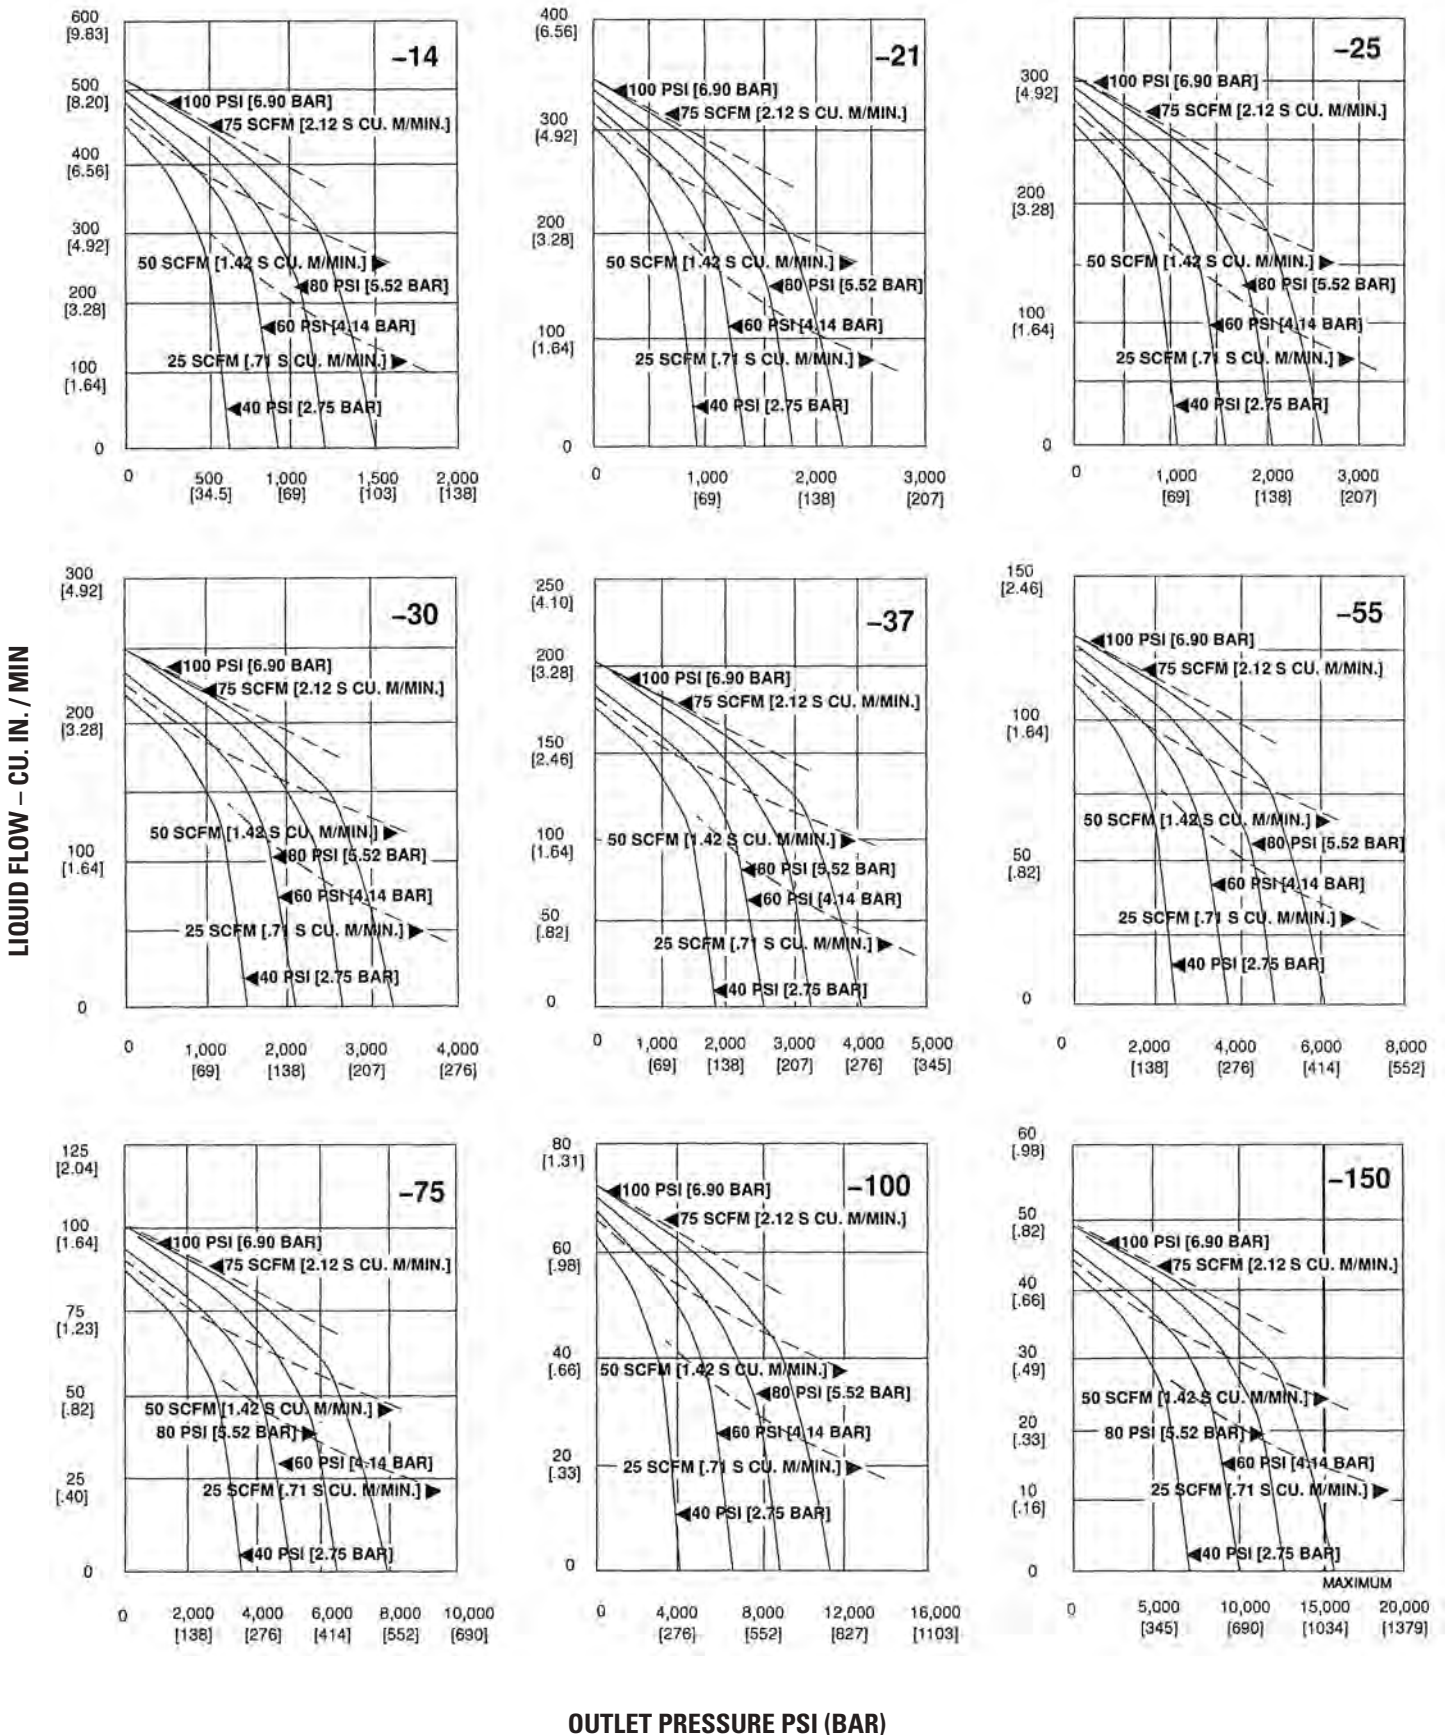 LIQUID FLOW – CU. IN. / MIN
–14
600
[9.83]
500
[8.20]
400
[6.56]
300
[4.92]
200
[3.28]
100
[1.64]
0
◀100 PSI [6.90 BAR]
◀75 SCFM [2.12 S CU. M/MIN.]
50 SCFM [1.42 S CU. M/MIN.]▶
◀80 PSI [5.52 BAR]
◀60 PSI [4.14 BAR]
25 SCFM [.71 S CU. M/MIN.]▶
◀40 PSI [2.75 BAR]
0 500 1,000 1,500 2,000
[34.5] [69] [103] [138]
–21
400
[6.56]
300
[4.92]
200
[3.28]
100
[1.64]
0
◀100 PSI [6.90 BAR]
◀75 SCFM [2.12 S CU. M/MIN.]
50 SCFM [1.42 S CU. M/MIN.]▶
◀80 PSI [5.52 BAR]
◀60 PSI [4.14 BAR]
25 SCFM [.71 S CU. M/MIN.]▶
◀40 PSI [2.75 BAR]
0 1,000 2,000 3,000
[69] [138] [207]
–25
300
[4.92]
200
[3.28]
100
[1.64]
0
◀100 PSI [6.90 BAR]
◀75 SCFM [2.12 S CU. M/MIN.]
50 SCFM [1.42 S CU. M/MIN.]▶
◀80 PSI [5.52 BAR]
◀60 PSI [4.14 BAR]
25 SCFM [.71 S CU. M/MIN.]▶
◀40 PSI [2.75 BAR]
0 1,000 2,000 3,000
[69] [138] [207]
–30
300
[4.92]
200
[3.28]
100
[1.64]
0
◀100 PSI [6.90 BAR]
◀75 SCFM [2.12 S CU. M/MIN.]
50 SCFM [1.42 S CU. M/MIN.]▶
◀80 PSI [5.52 BAR]
◀60 PSI [4.14 BAR]
25 SCFM [.71 S CU. M/MIN.]▶
◀40 PSI [2.75 BAR]
0 1,000 2,000 3,000 4,000
[69] [138] [207] [276]
–37
250
[4.10]
200
[3.28]
150
[2.46]
100
[1.64]
50
[.82]
0
◀100 PSI [6.90 BAR]
◀75 SCFM [2.12 S CU. M/MIN.]
50 SCFM [1.42 S CU. M/MIN.]▶
◀80 PSI [5.52 BAR]
◀60 PSI [4.14 BAR]
25 SCFM [.71 S CU. M/MIN.]▶
◀40 PSI [2.75 BAR]
0 1,000 2,000 3,000 4,000 5,000
[69] [138] [207] [276] [345]
–55
150
[2.46]
100
[1.64]
50
[.82]
0
◀100 PSI [6.90 BAR]
◀75 SCFM [2.12 S CU. M/MIN.]
50 SCFM [1.42 S CU. M/MIN.]▶
◀80 PSI [5.52 BAR]
◀60 PSI [4.14 BAR]
25 SCFM [.71 S CU. M/MIN.]▶
◀40 PSI [2.75 BAR]
0 2,000 4,000 6,000 8,000
[138] [276] [414] [552]
–75
125
[2.04]
100
[1.64]
75
[1.23]
50
[.82]
25
[.40]
0
◀100 PSI [6.90 BAR]
◀75 SCFM [2.12 S CU. M/MIN.]
50 SCFM [1.42 S CU. M/MIN.]▶
80 PSI [5.52 BAR]▶
◀60 PSI [4.14 BAR]
25 SCFM [.71 S CU. M/MIN.]▶
◀40 PSI [2.75 BAR]
0 2,000 4,000 6,000 8,000 10,000
[138] [276] [414] [552] [690]
–100
80
[1.31]
60
[.98]
40
[.66]
20
[.33]
0
◀100 PSI [6.90 BAR]
◀75 SCFM [2.12 S CU. M/MIN.]
50 SCFM [1.42 S CU. M/MIN.]▶
◀80 PSI [5.52 BAR]
◀60 PSI [4.14 BAR]
25 SCFM [.71 S CU. M/MIN.]▶
◀40 PSI [2.75 BAR]
0 4,000 8,000 12,000 16,000
[276] [552] [827] [1103]
–150
60
[.98]
50
[.82]
40
[.66]
30
[.49]
20
[.33]
10
[.16]
0
◀100 PSI [6.90 BAR]
◀75 SCFM [2.12 S CU. M/MIN.]
50 SCFM [1.42 S CU. M/MIN.]▶
80 PSI [5.52 BAR]▶
◀60 PSI [4.14 BAR]
25 SCFM [.71 S CU. M/MIN.]▶
◀40 PSI [2.75 BAR]
MAXIMUM
0 5,000 10,000 15,000 20,000
[345] [690] [1034] [1379]
OUTLET PRESSURE PSI (BAR)